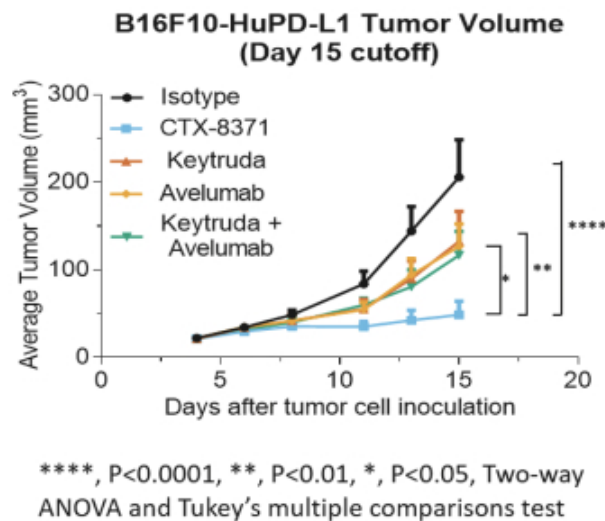 B16F10-HuPD-L1 Tumor Volume
(Day 15 cutoff)
Average Tumor Volume (mm³)
300
200
100
0
Isotype
CTX-8371
Keytruda
Avelumab
Keytruda +
Avelumab
*
**
****
0
5
10
15
20
Days after tumor cell inoculation
****, P<0.0001, **, P<0.01, *, P<0.05, Two-way
ANOVA and Tukey's multiple comparisons test